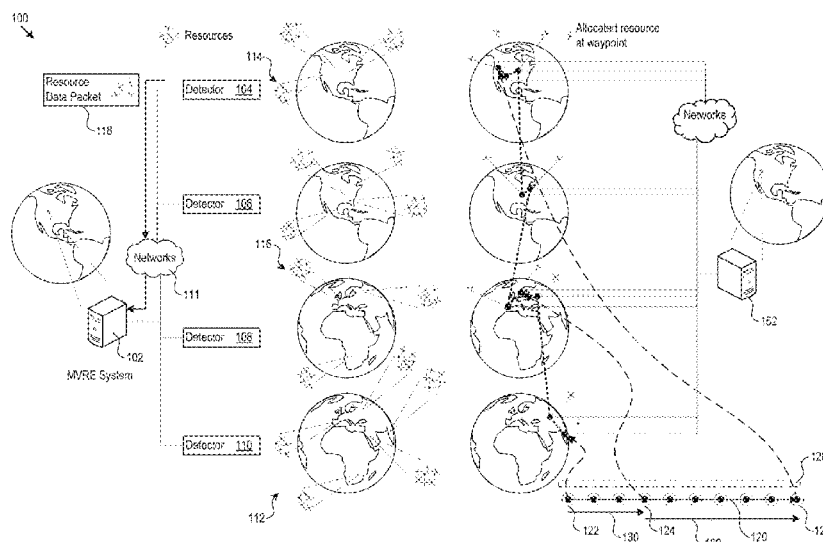 100
Resources
Allocated resource
at waypoint
114
Resource
Data Packet
118
Detector 104
Networks
Detector 106
116
Networks
111
102
MVRE System
Detector 108
152
Detector 110
112
128
122
130
124
120